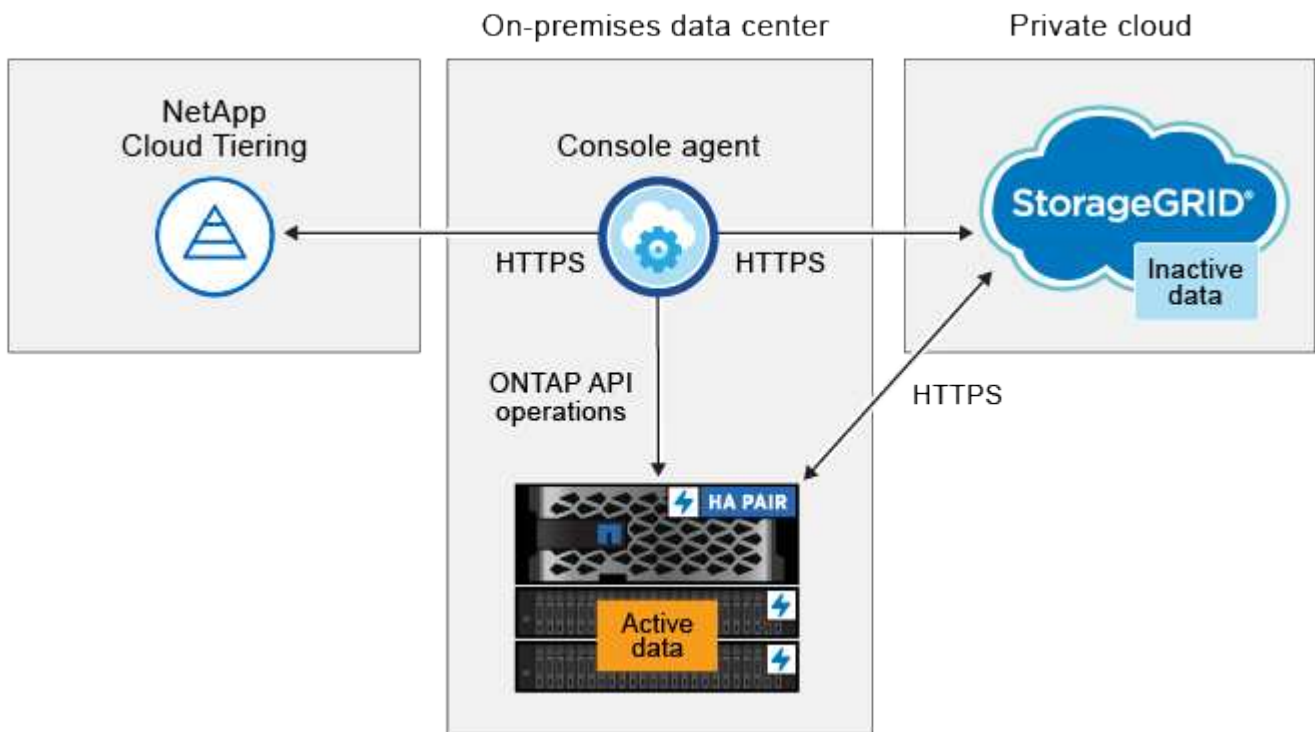 On-premises data center
Private cloud
NetApp
Cloud Tiering
Console agent
StorageGRID®
Inactive
data
HTTPS
HTTPS
ONTAP API
operations
HTTPS
HA PAIR
Active
data